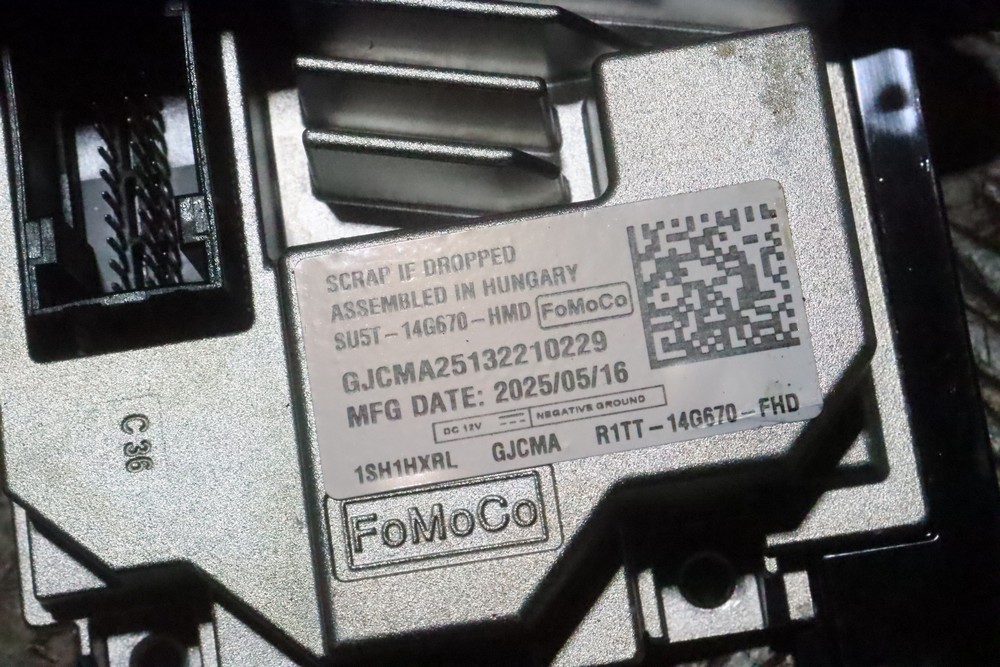 SCRAP IF DROPPED
ASSEMBLED IN HUNGARY
SU5T-14G670-HMD FoMoCo
GJCMA25132210229
MFG DATE: 2025/05/16
DC 12V NEGATIVE GROUND
1SH1HXRL GJCMA R1TT-14G670-FHD
FoMoCo
C 36